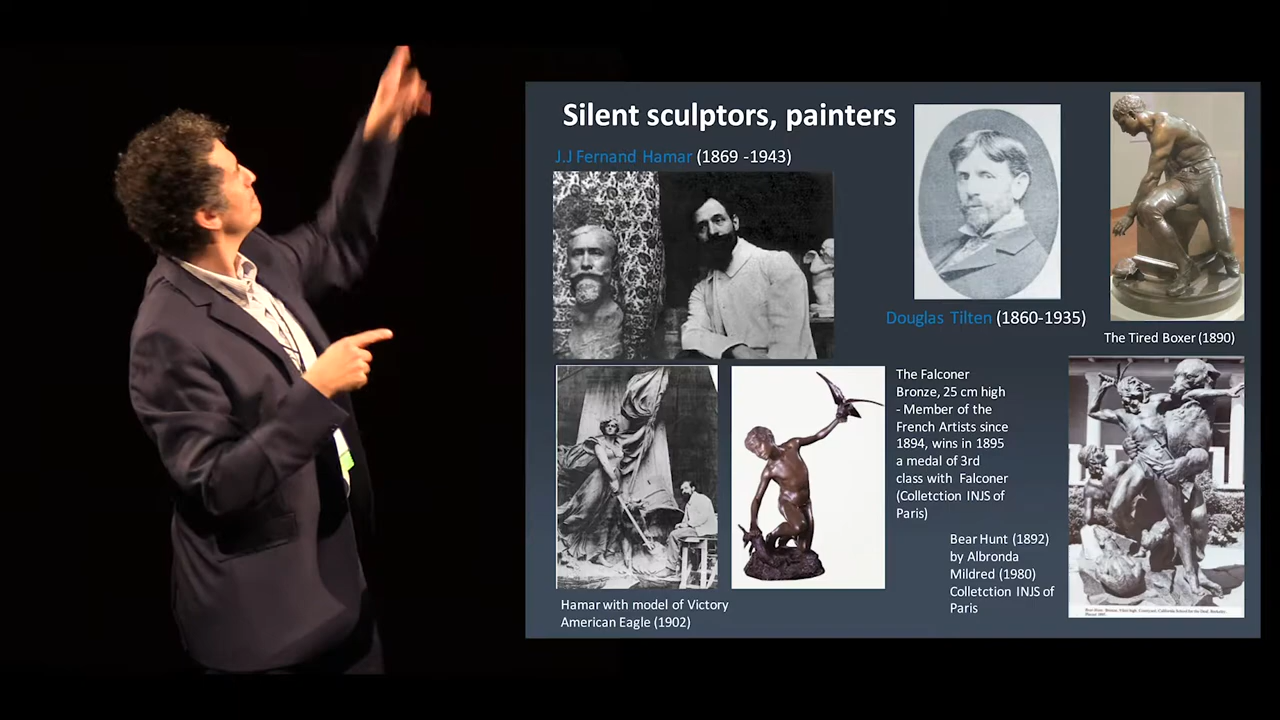 Silent sculptors, painters
J.J Fernand Hamar (1869 -1943)
Douglas Tilten (1860-1935)
The Tired Boxer (1890)
The Falconer
Bronze, 25 cm high
- Member of the
French Artists since
1894, wins in 1895
a medal of 3rd
class with Falconer
(Colletction INJS of
Paris)
Bear Hunt (1892)
by Albronda
Mildred (1980)
Colletction INJS of
Paris
Hamar with model of Victory
American Eagle (1902)